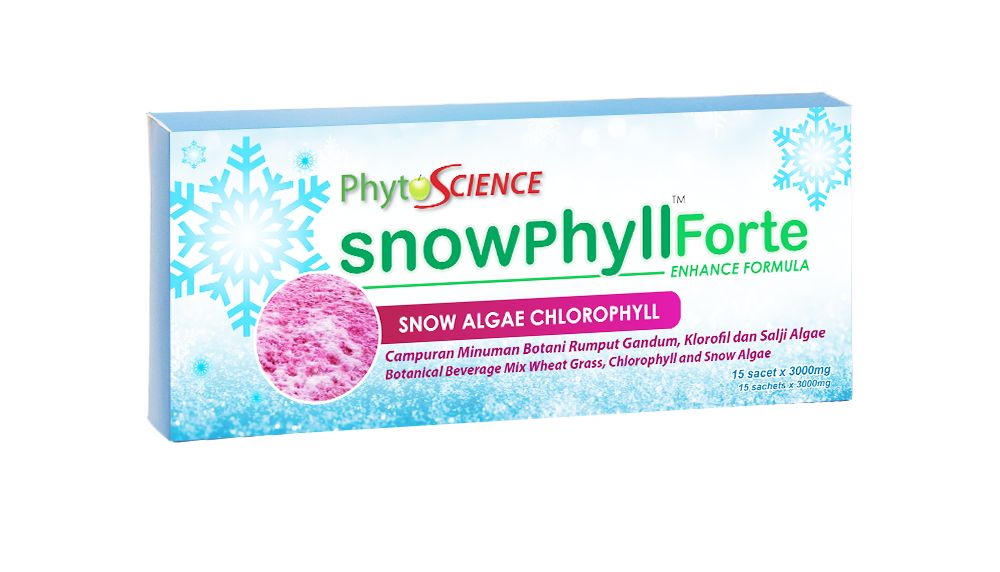 PhytoSCIENCE
snowPhyllForte™
ENHANCE FORMULA
SNOW ALGAE CHLOROPHYLL
Campuran Minuman Botani Rumput Gandum, Klorofil dan Salji Algae
Botanical Beverage Mix Wheat Grass, Chlorophyll and Snow Algae
15 sacet x 3000mg
15 sachets x 3000mg